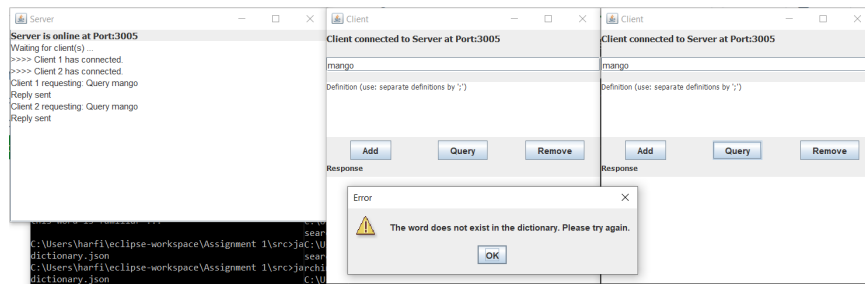 Server
Server is online at Port:3005
Waiting for client(s) ...
>>>> Client 1 has connected.
>>>> Client 2 has connected.
Client 1 requesting: Query mango
Reply sent
Client 2 requesting: Query mango
Reply sent
Client
Client connected to Server at Port:3005
mango
Definition (use: separate definitions by ';')
Add Query Remove
Response
Client
Client connected to Server at Port:3005
mango
Definition (use: separate definitions by ';')
Add Query Remove
Response
Error
The word does not exist in the dictionary. Please try again.
OK
sear
C:\Users\harfi\eclipse-workspace\Assignment 1\src>jaC:\U
dictionary.json sear
C:\Users\harfi\eclipse-workspace\Assignment 1\src>jarchi
dictionary.json C:\U